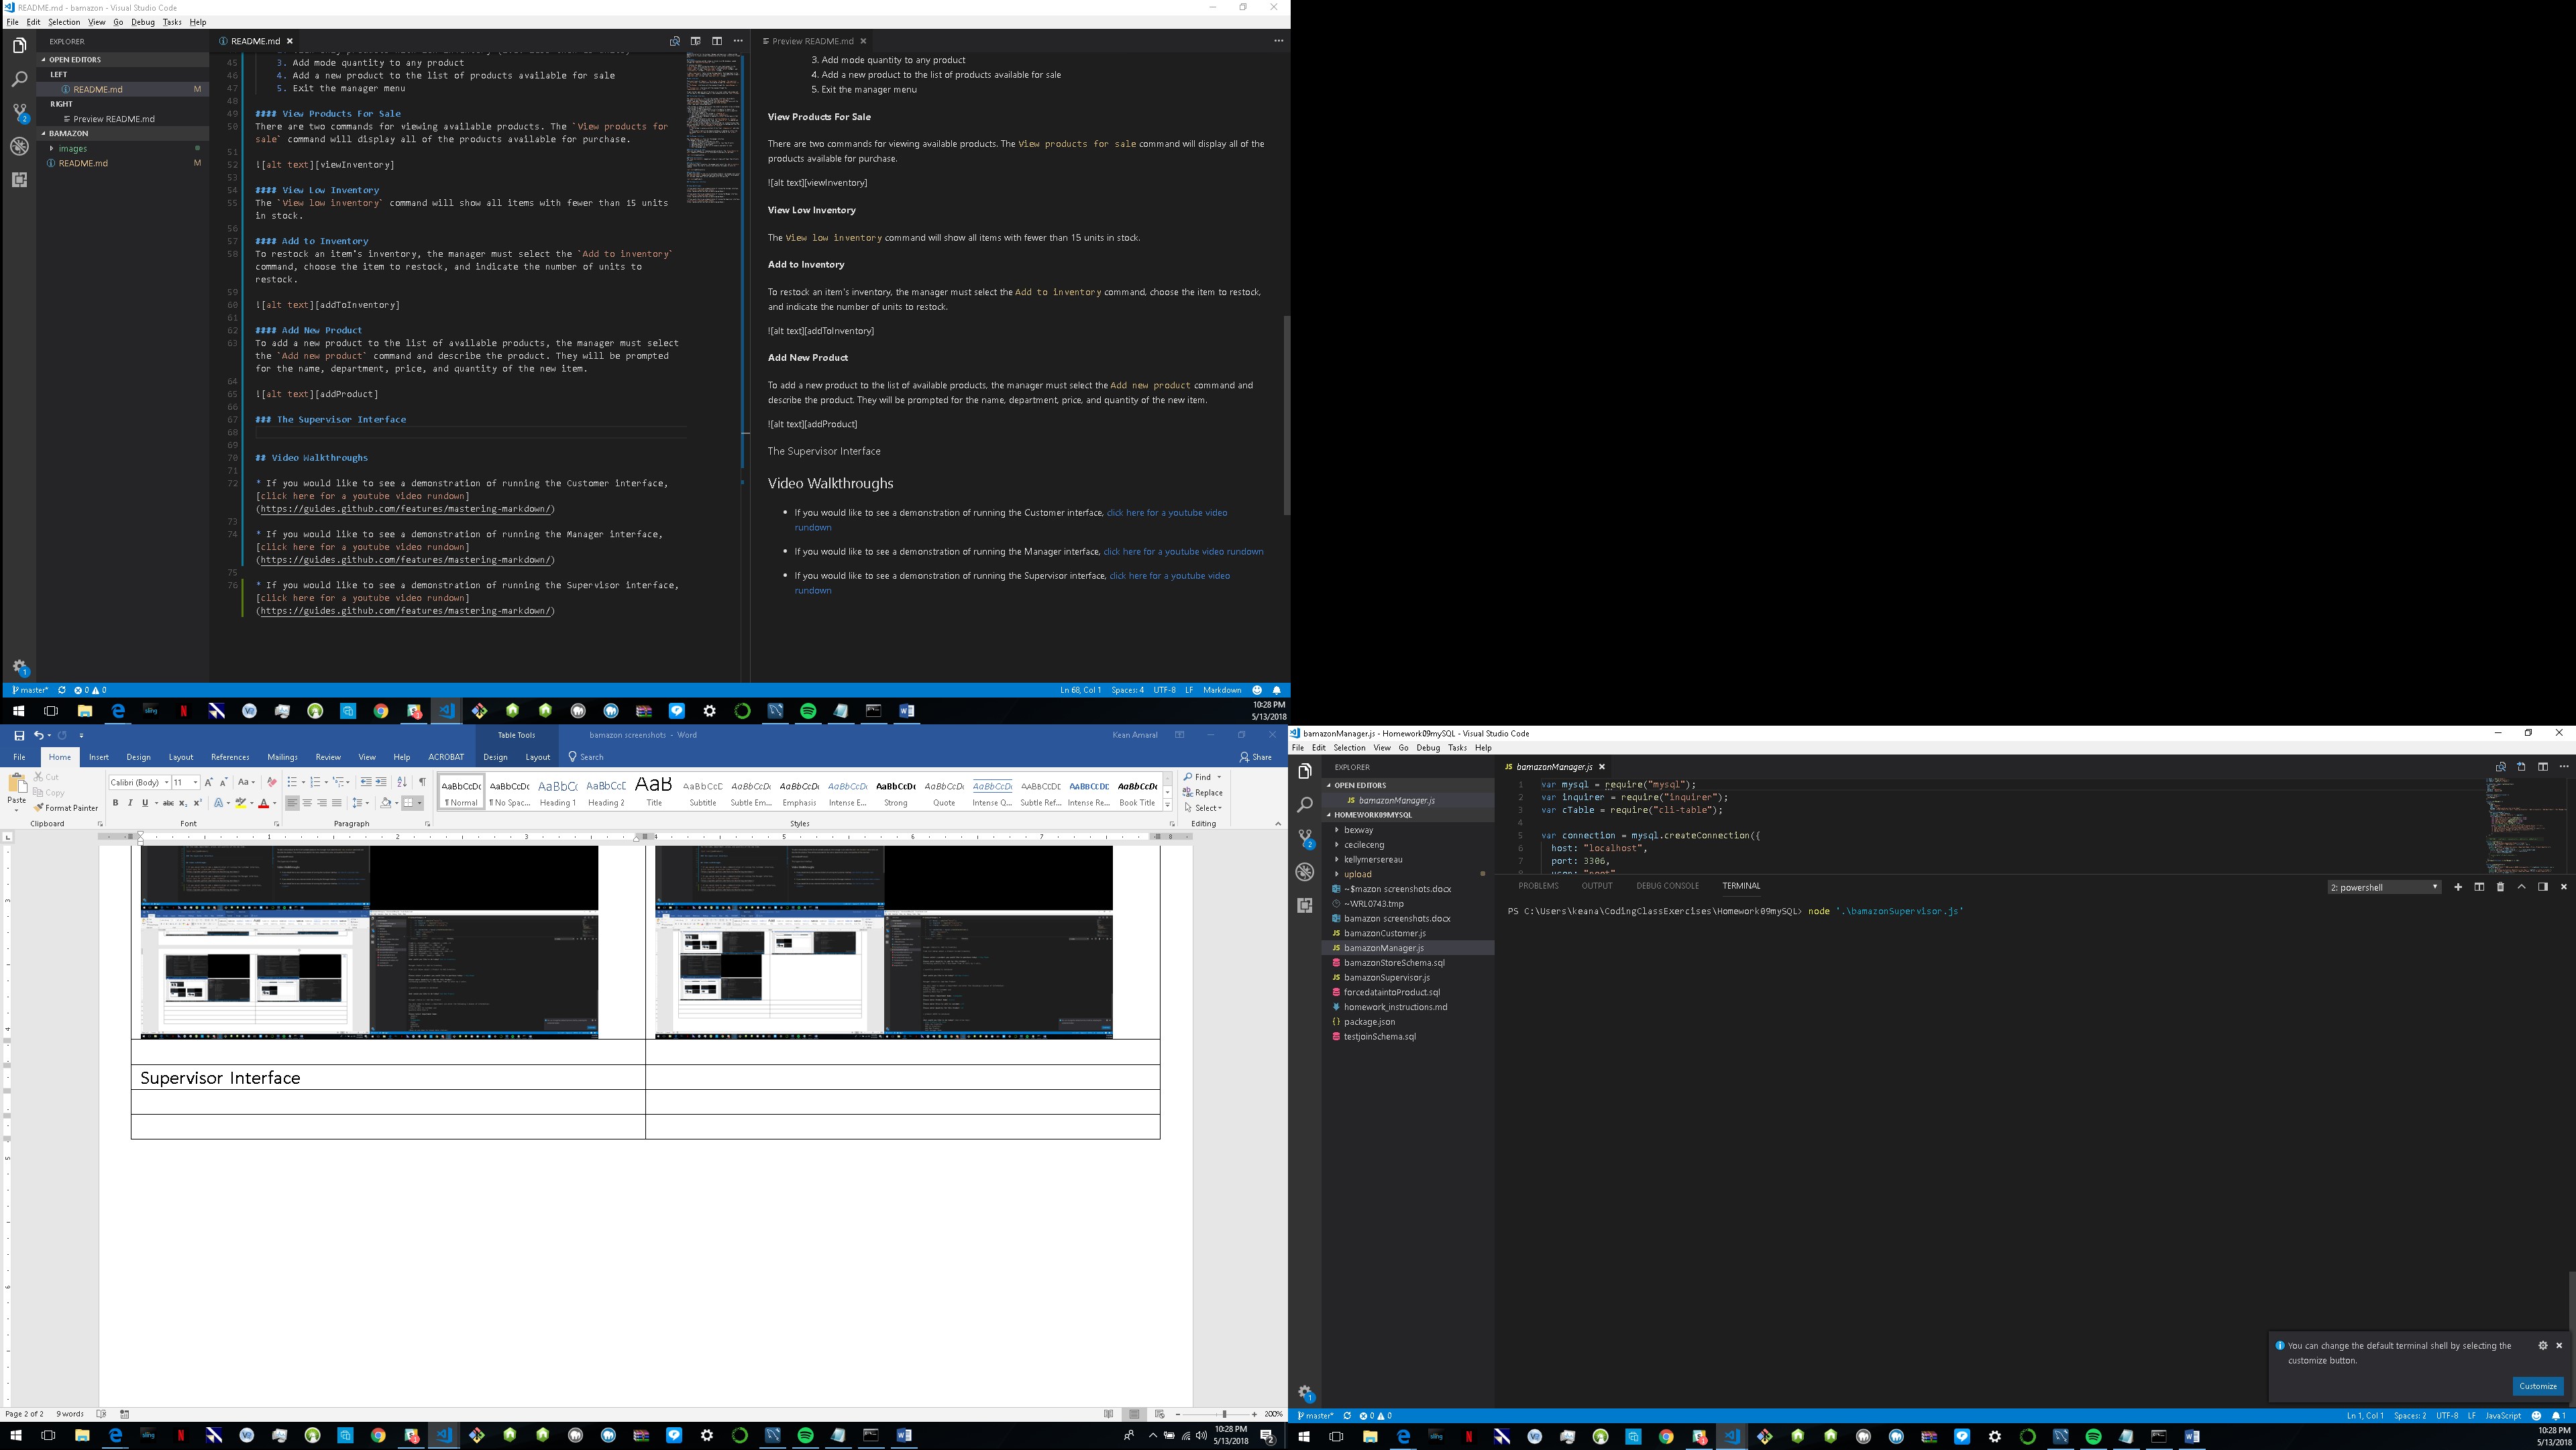 README.md - bamazon - Visual Studio Code
File Edit Selection View Go Debug Tasks Help
EXPLORER
OPEN EDITORS
LEFT
README.md M
RIGHT
Preview README.md
BAMAZON
images
README.md M
README.md
45 3. Add mode quantity to any product
46 4. Add a new product to the list of products available for sale
47 5. Exit the manager menu
48
49 #### View Products For Sale
50 There are two commands for viewing available products. The `View products for
sale` command will display all of the products available for purchase.
51
52 ![alt text][viewInventory]
53
54 #### View Low Inventory
55 The `View low inventory` command will show all items with fewer than 15 units
in stock.
56
57 #### Add to Inventory
58 To restock an item's inventory, the manager must select the `Add to inventory`
command, choose the item to restock, and indicate the number of units to
restock.
59
60 ![alt text][addToInventory]
61
62 #### Add New Product
63 To add a new product to the list of available products, the manager must select
the `Add new product` command and describe the product. They will be prompted
for the name, department, price, and quantity of the new item.
64
65 ![alt text][addProduct]
66
67 ### The Supervisor Interface
68
69
70 ## Video Walkthroughs
71
72 * If you would like to see a demonstration of running the Customer interface,
[click here for a youtube video rundown]
(https://guides.github.com/features/mastering-markdown/)
73
74 * If you would like to see a demonstration of running the Manager interface,
[click here for a youtube video rundown]
(https://guides.github.com/features/mastering-markdown/)
75
76 * If you would like to see a demonstration of running the Supervisor interface,
[click here for a youtube video rundown]
(https://guides.github.com/features/mastering-markdown/)
Preview README.md
3. Add mode quantity to any product
4. Add a new product to the list of products available for sale
5. Exit the manager menu
View Products For Sale
There are two commands for viewing available products. The View products for sale command will display all of the
products available for purchase.
![alt text][viewInventory]
View Low Inventory
The View low inventory command will show all items with fewer than 15 units in stock.
Add to Inventory
To restock an item's inventory, the manager must select the Add to inventory command, choose the item to restock,
and indicate the number of units to restock.
![alt text][addToInventory]
Add New Product
To add a new product to the list of available products, the manager must select the Add new product command and
describe the product. They will be prompted for the name, department, price, and quantity of the new item.
![alt text][addProduct]
The Supervisor Interface
Video Walkthroughs
If you would like to see a demonstration of running the Customer interface, click here for a youtube video
rundown
If you would like to see a demonstration of running the Manager interface, click here for a youtube video rundown
If you would like to see a demonstration of running the Supervisor interface, click here for a youtube video
rundown
master* 0 0 Ln 68, Col 1 Spaces: 4 UTF-8 LF Markdown
10:28 PM
5/13/2018
Table Tools bamazon screenshots - Word Kean Amaral
File Home Insert Design Layout References Mailings Review View Help ACROBAT Design Layout Search Share
Paste
Cut
Copy
Format Painter
Calibri (Body) 11
¶ Normal ¶ No Spac... Heading 1 Heading 2 Title Subtitle Subtle Em... Emphasis Intense E... Strong Quote Intense Q... Subtle Ref... Intense Re... Book Title
Find
Replace
Select
Clipboard Font Paragraph Styles Editing
Supervisor Interface
Page 2 of 2 9 words 200%
10:28 PM
5/13/2018
bamazonManager.js - Homework09mySQL - Visual Studio Code
File Edit Selection View Go Debug Tasks Help
EXPLORER
OPEN EDITORS
bamazonManager.js
HOMEWORK09MYSQL
bexway
cecileceng
kellymersereau
upload
~$mazon screenshots.docx
~WRL0743.tmp
bamazon screenshots.docx
bamazonCustomer.js
bamazonManager.js
bamazonStoreSchema.sql
bamazonSupervisor.js
forcedataintoProduct.sql
homework_instructions.md
package.json
testjoinSchema.sql
bamazonManager.js
1 var mysql = require("mysql");
2 var inquirer = require("inquirer");
3 var cTable = require("cli-table");
4
5 var connection = mysql.createConnection({
6 host: "localhost",
7 port: 3306,
PROBLEMS OUTPUT DEBUG CONSOLE TERMINAL 2: powershell
PS C:\Users\keana\CodingClassExercises\Homework09mySQL> node '.\bamazonSupervisor.js'
You can change the default terminal shell by selecting the
customize button.
Customize
master* 0 0 Ln 1, Col 1 Spaces: 2 UTF-8 LF JavaScript 1
10:28 PM
5/13/2018